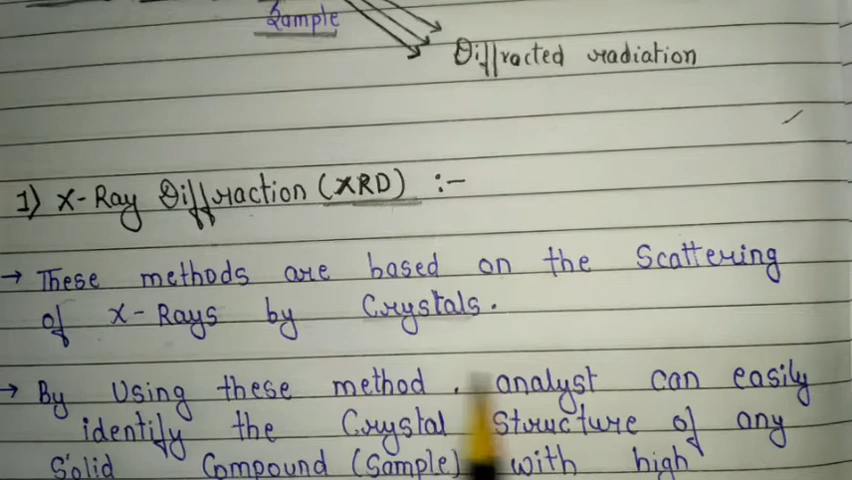 Sample
Diffracted radiation
1) X-Ray Diffraction (XRD) :-
→ These methods are based on the Scattering
of X-Rays by Crystals.
→ By Using these method, analyst can easily
identify the Crystal Structure of any
Solid Compound (Sample) with high